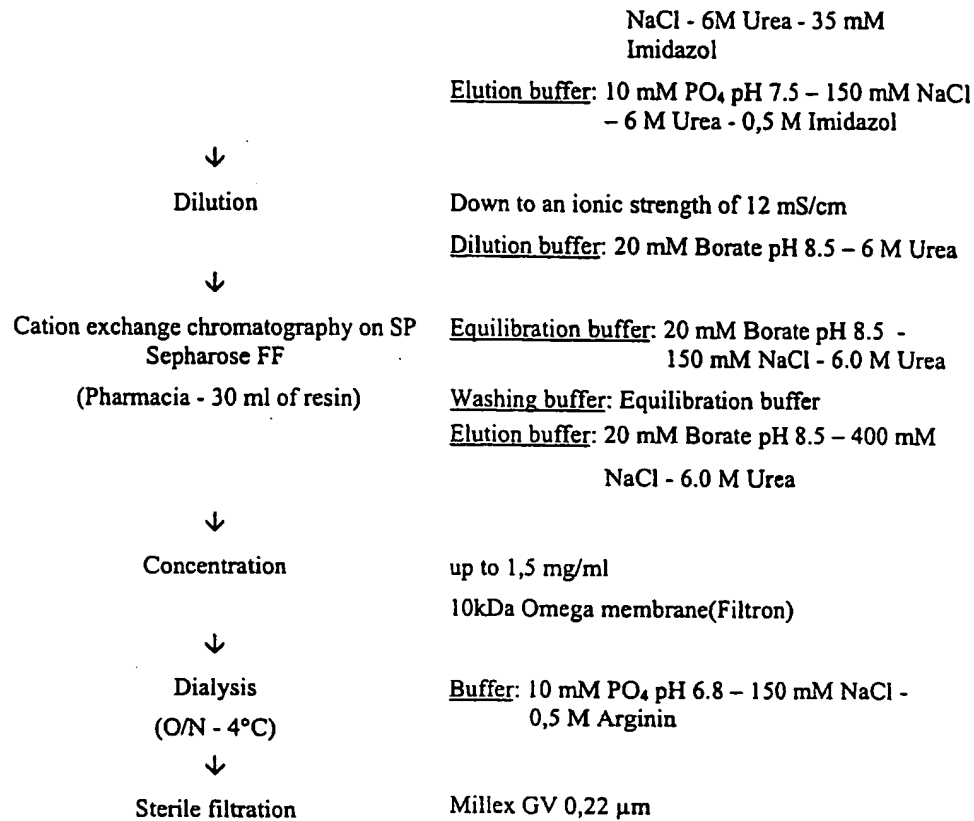 NaCl - 6M Urea - 35 mM
Imidazol
Elution buffer: 10 mM PO₄ pH 7.5 – 150 mM NaCl
– 6 M Urea - 0,5 M Imidazol
↓
Dilution
Down to an ionic strength of 12 mS/cm
Dilution buffer: 20 mM Borate pH 8.5 – 6 M Urea
↓
Cation exchange chromatography on SP
Sepharose FF
(Pharmacia - 30 ml of resin)
Equilibration buffer: 20 mM Borate pH 8.5 -
150 mM NaCl - 6.0 M Urea
Washing buffer: Equilibration buffer
Elution buffer: 20 mM Borate pH 8.5 – 400 mM
NaCl - 6.0 M Urea
↓
Concentration
up to 1,5 mg/ml
10kDa Omega membrane(Filtron)
↓
Dialysis
(O/N - 4°C)
Buffer: 10 mM PO₄ pH 6.8 – 150 mM NaCl -
0,5 M Arginin
↓
Sterile filtration
Millex GV 0,22 µm